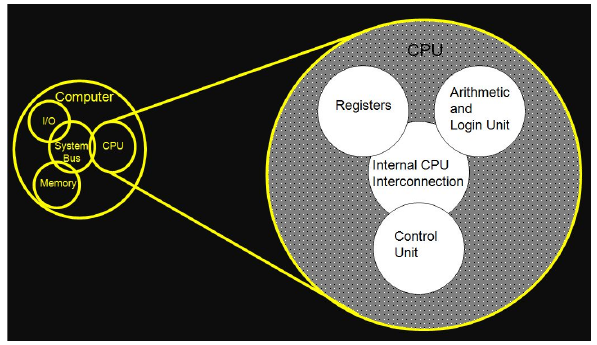 Computer
I/O
System
Bus
CPU
Memory
CPU
Registers
Arithmetic
and
Login Unit
Internal CPU
Interconnection
Control
Unit